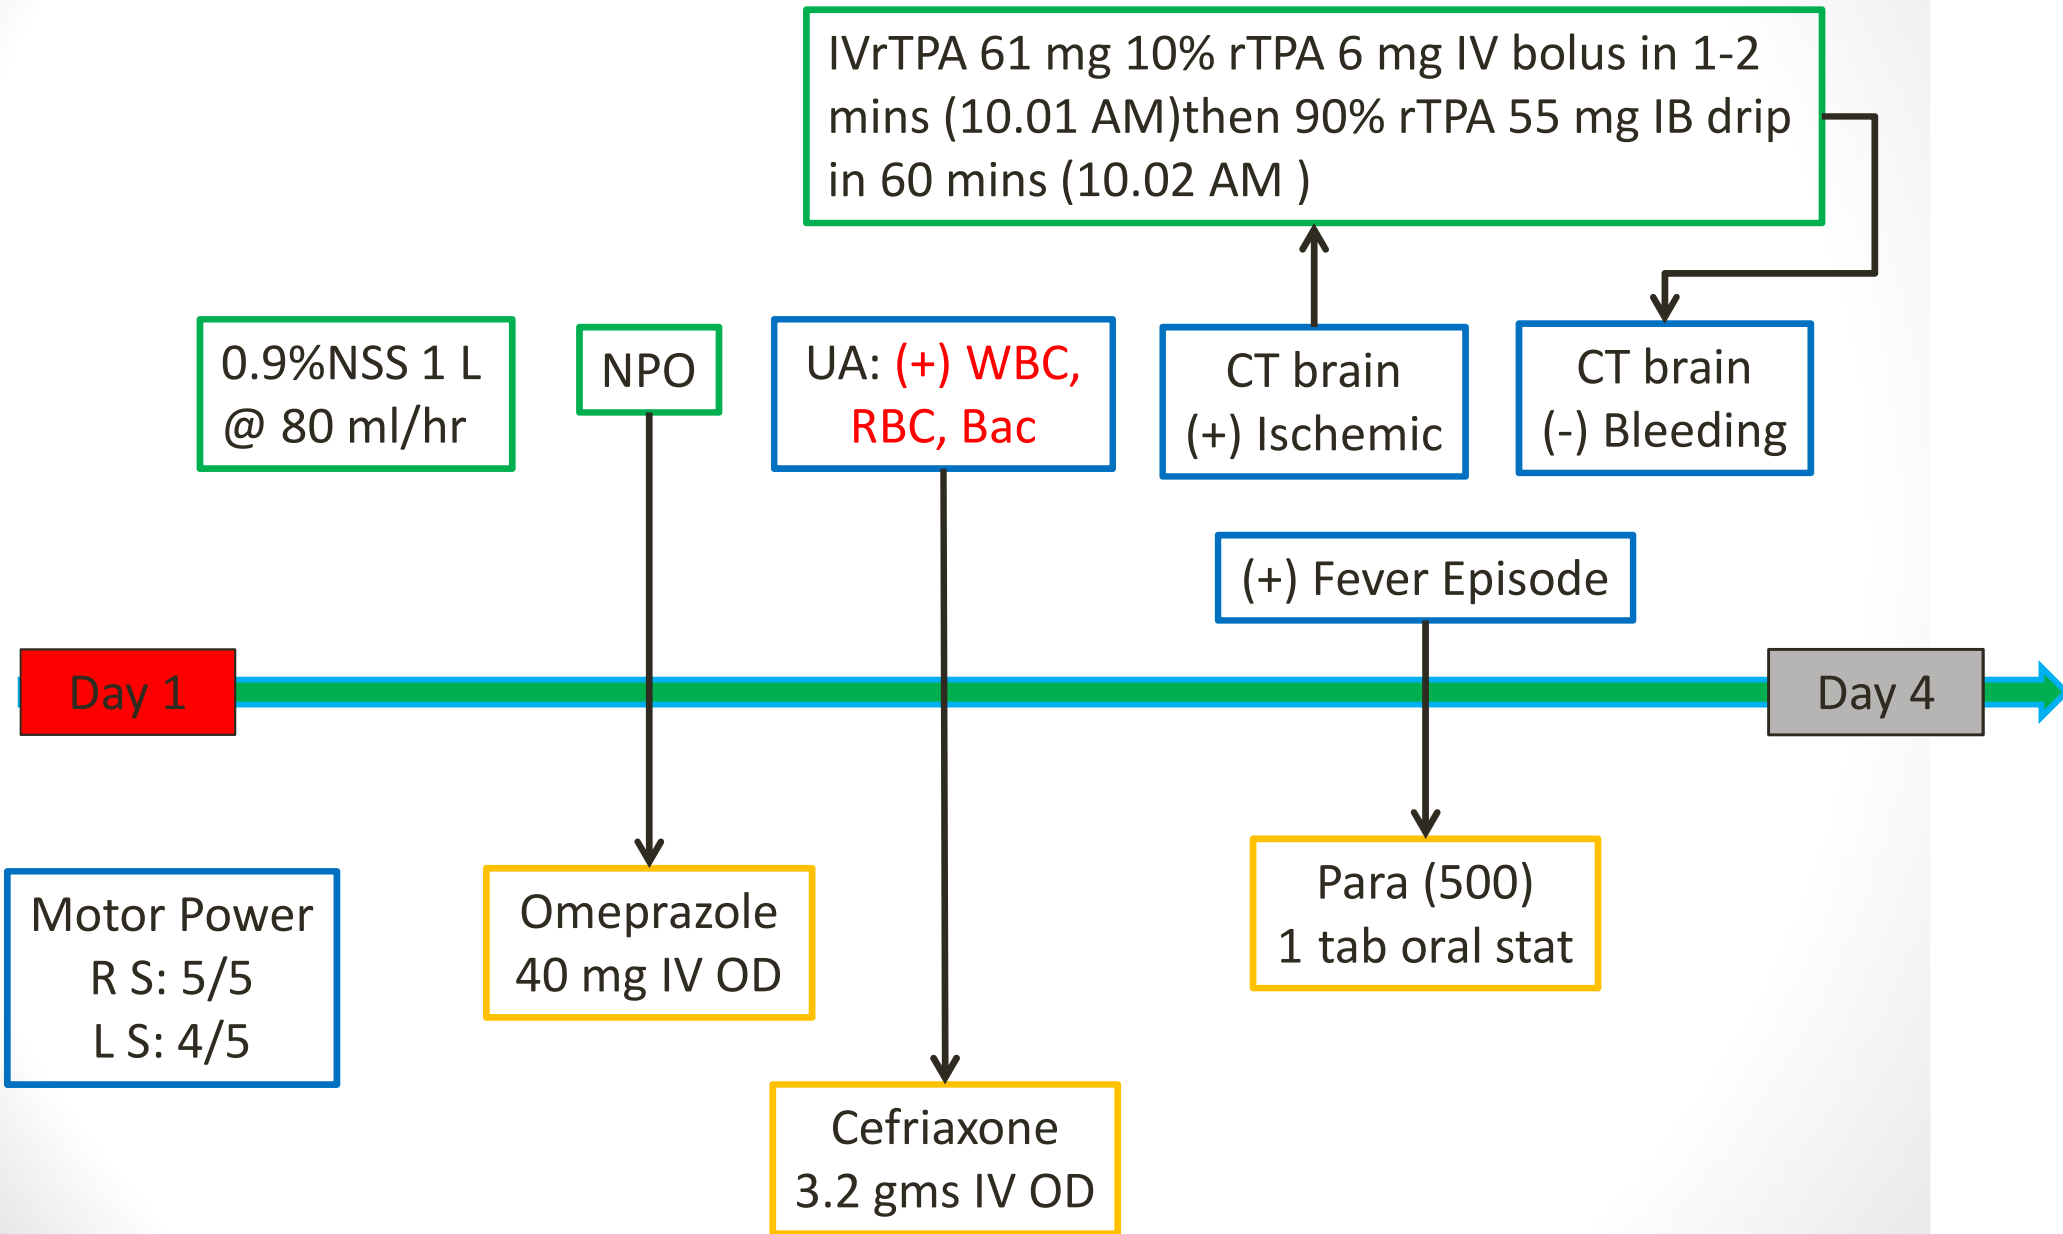 IVrTPA 61 mg 10% rTPA 6 mg IV bolus in 1-2
mins (10.01 AM)then 90% rTPA 55 mg IB drip
in 60 mins (10.02 AM )
0.9%NSS 1 L
@ 80 ml/hr
NPO
UA: (+) WBC,
RBC, Bac
CT brain
(+) Ischemic
CT brain
(-) Bleeding
(+) Fever Episode
Day 1
Day 4
Motor Power
R S: 5/5
L S: 4/5
Omeprazole
40 mg IV OD
Para (500)
1 tab oral stat
Cefriaxone
3.2 gms IV OD